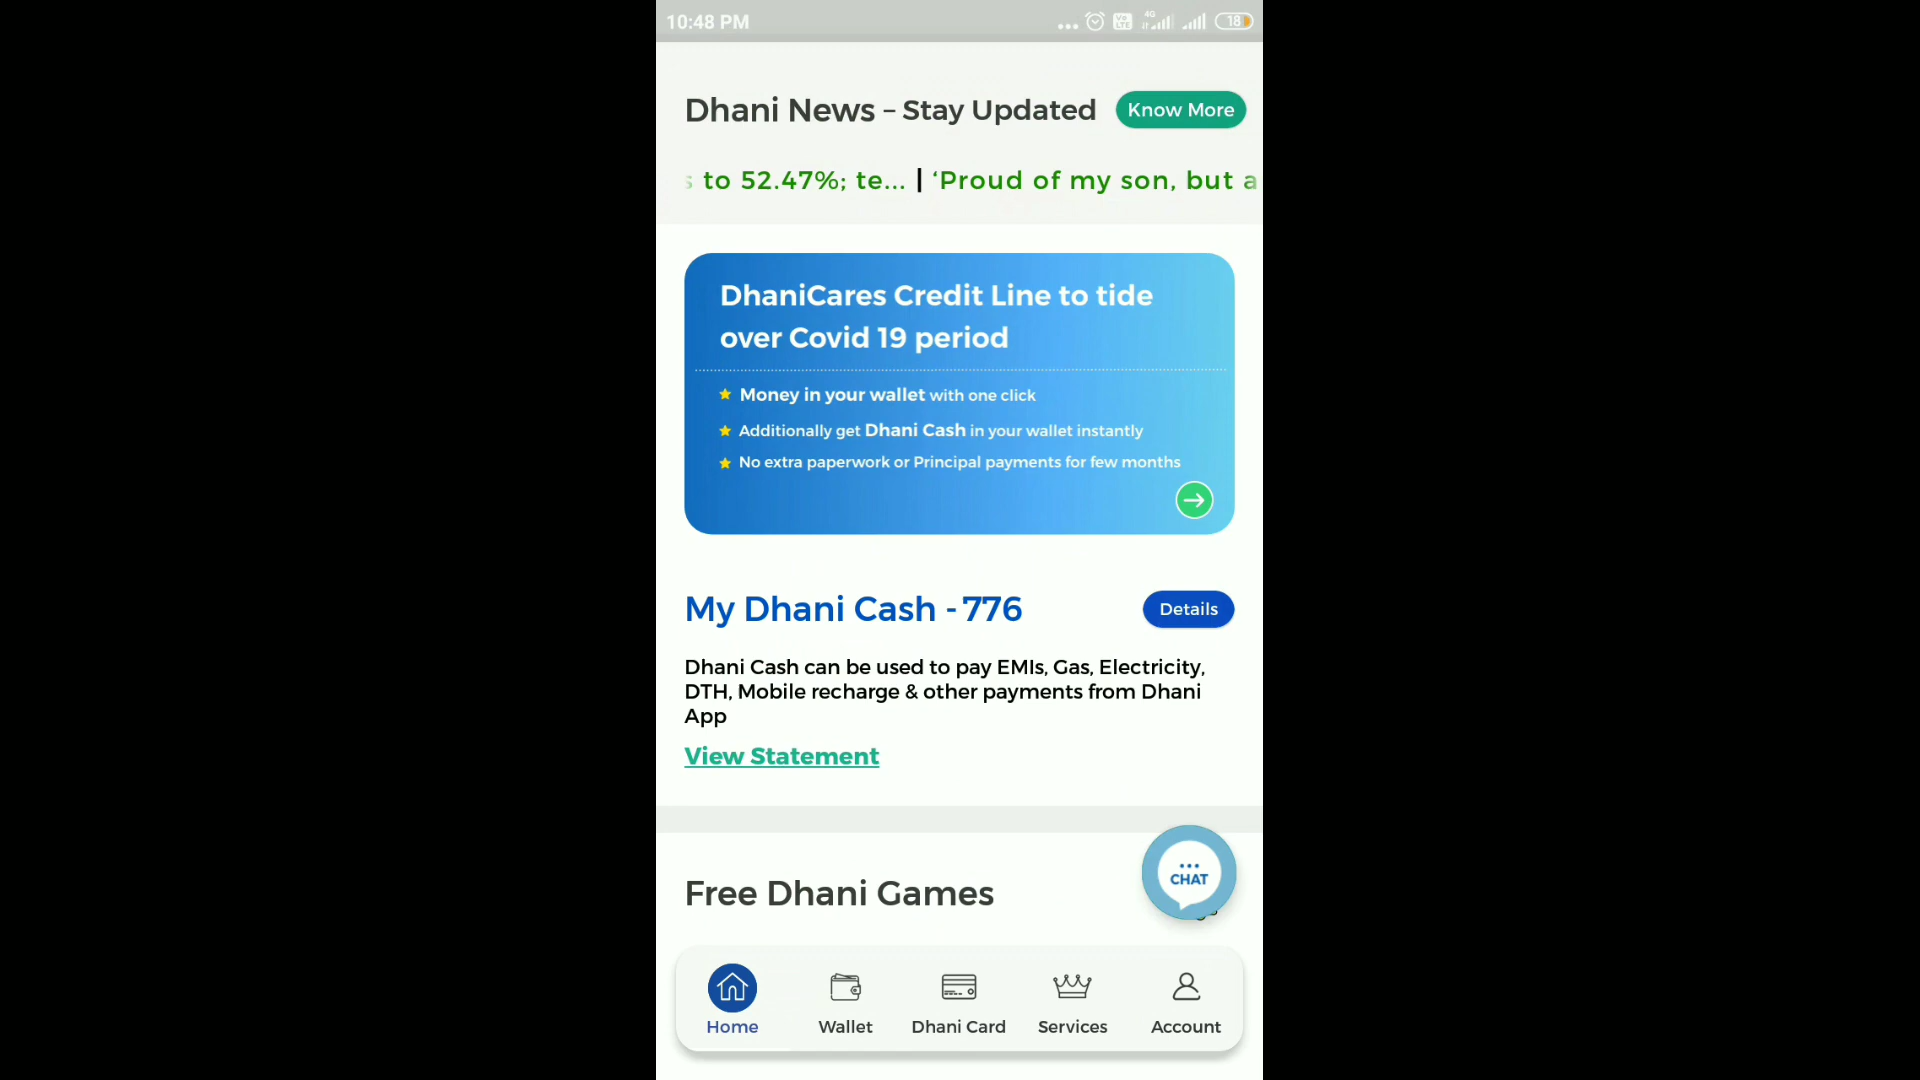 10:48 PM
4G
Vo
LTE
18
Dhani News – Stay Updated
Know More
s to 52.47%; te... | ‘Proud of my son, but a
DhaniCares Credit Line to tide
over Covid 19 period
Money in your wallet with one click
Additionally get Dhani Cash in your wallet instantly
No extra paperwork or Principal payments for few months
My Dhani Cash - 776
Details
Dhani Cash can be used to pay EMIs, Gas, Electricity,
DTH, Mobile recharge & other payments from Dhani
App
View Statement
Free Dhani Games
CHAT
Home
Wallet
Dhani Card
Services
Account